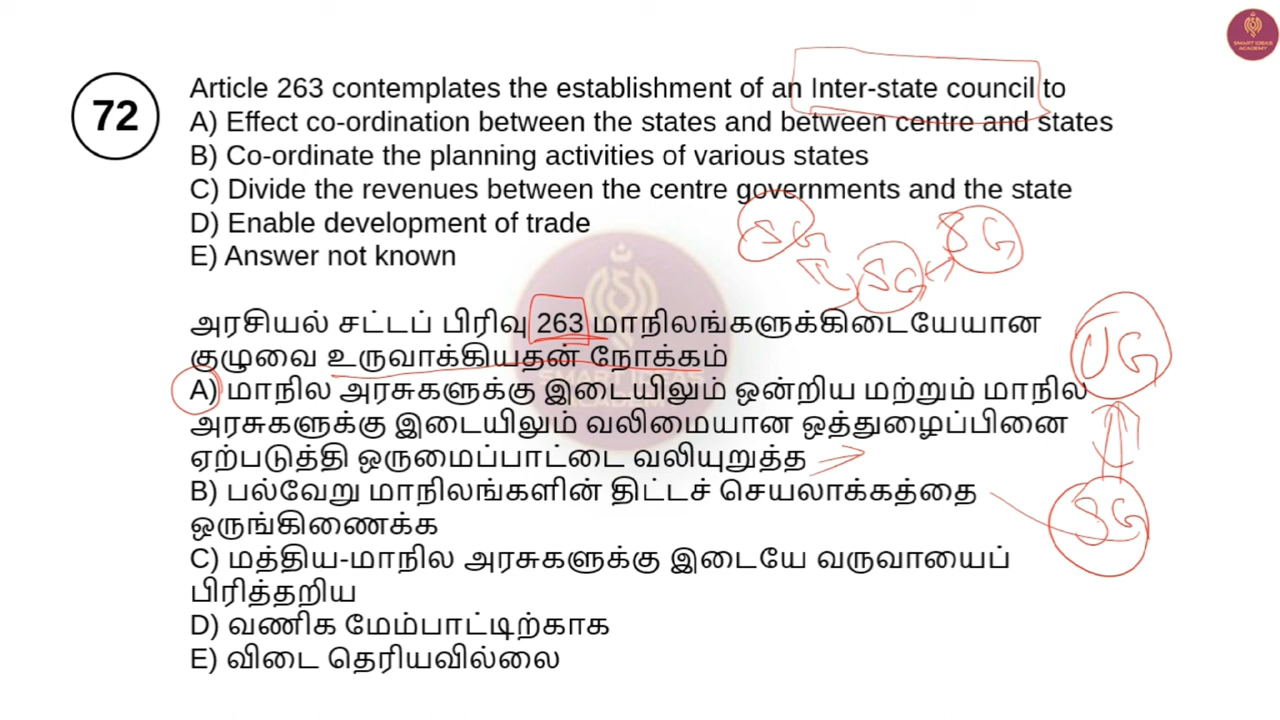 SMART IDEAS
ACADEMY
72
Article 263 contemplates the establishment of an Inter-state council to
A) Effect co-ordination between the states and between centre and states
B) Co-ordinate the planning activities of various states
C) Divide the revenues between the centre governments and the state
D) Enable development of trade
E) Answer not known
SG
SG
SG
அரசியல் சட்டப் பிரிவு 263 மாநிலங்களுக்கிடையேயான
குழுவை உருவாக்கியதன் நோக்கம்
UG
A) மாநில அரசுகளுக்கு இடையிலும் ஒன்றிய மற்றும் மாநில
அரசுகளுக்கு இடையிலும் வலிமையான ஒத்துழைப்பினை
ஏற்படுத்தி ஒருமைப்பாட்டை வலியுறுத்த
B) பல்வேறு மாநிலங்களின் திட்டச் செயலாக்கத்தை
SG
ஒருங்கிணைக்க
C) மத்திய-மாநில அரசுகளுக்கு இடையே வருவாயைப்
பிரித்தறிய
D) வணிக மேம்பாட்டிற்காக
E) விடை தெரியவில்லை